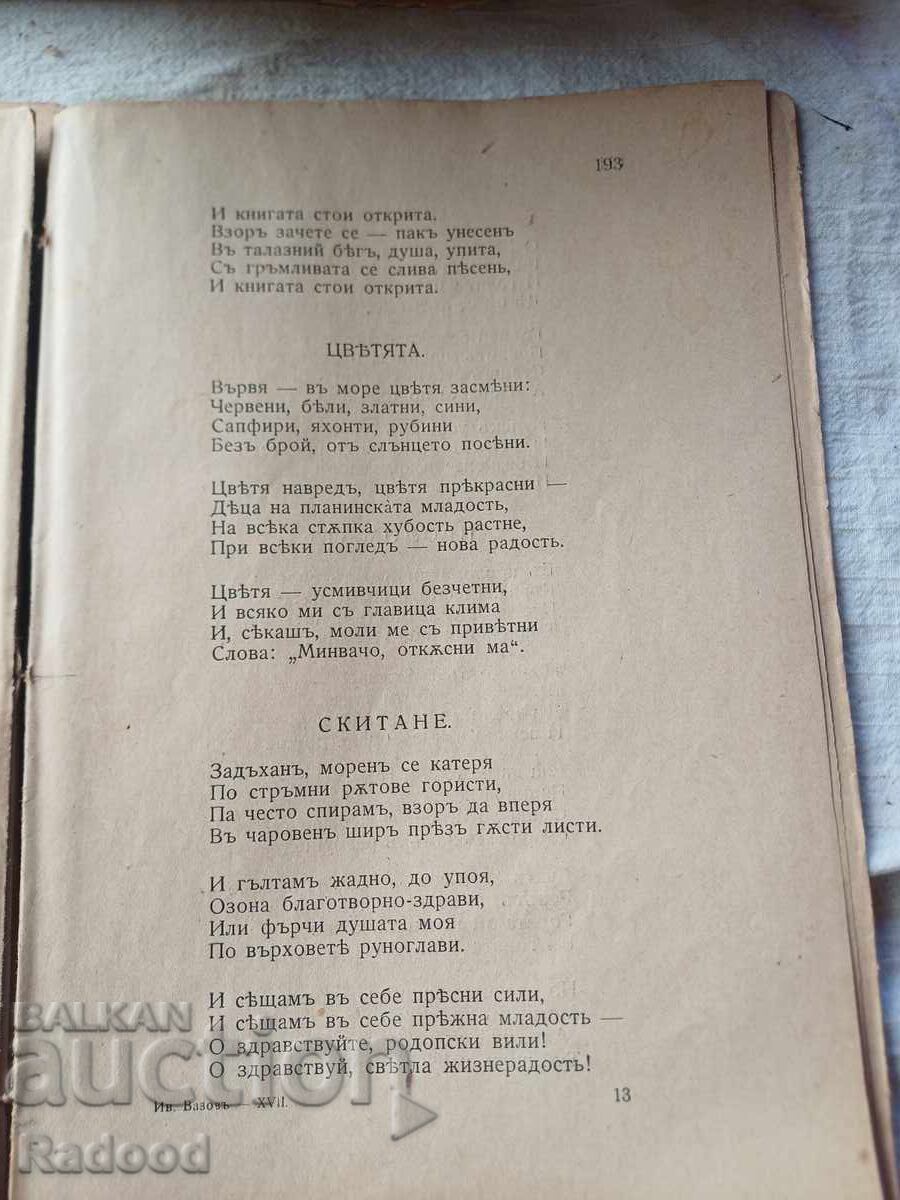 193
И книгата стои открита.
Взоръ зачете се — пакъ унесенъ
Въ талазний бѣгъ, душа, упита,
Съ гръмливата се слива пѣсень,
И книгата стои открита.
ЦВѢТЯТА.
Вървя — въ море цвѣтя засмѣни:
Червени, бѣли, златни, сини,
Сапфири, яхонти, рубини
Безъ брой, отъ слънцето посѣни.
Цвѣтя навредъ, цвѣтя прѣкрасни —
Дѣца на планинска̀та младость,
На всѣка стѫпка хубость растне,
При всѣки погледъ — нова радость.
Цвѣтя — усмивчици безчетни,
И всяко ми съ главица клима
И, сѣкашъ, моли ме съ привѣтни
Слова: „Минвачо, откѫсни ма“.
СКИТАНЕ.
Задъханъ, моренъ се катеря
По стръмни рѫтове гористи,
Па често спирамъ, взоръ да вперя
Въ чаровенъ ширъ прѣзъ гѫсти листи.
И гълтамъ жадно, до упоя,
Озона благотворно-здрави,
Или фърчи душата моя
По върховетѣ руноглави.
И сѣщамъ въ себе прѣсни сили,
И сѣщамъ въ себе прѣжна младость —
О здравствуйте, родопски вили!
О здравствуй, свѣтла жизнерадость!
Ив. Вазовъ — XVII.
13
BALKAN
auction
Radood